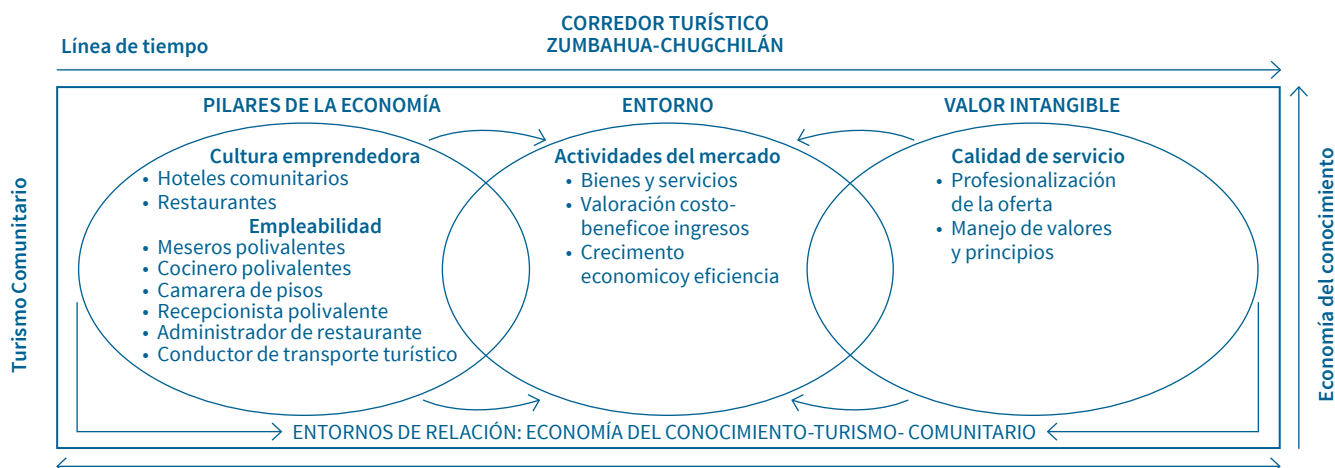 CORREDOR TURÍSTICO
ZUMBAHUA-CHUGCHILÁN
Línea de tiempo
PILARES DE LA ECONOMÍA
Cultura emprendedora
• Hoteles comunitarios
• Restaurantes
Empleabilidad
• Meseros polivalentes
• Cocinero polivalentes
• Camarera de pisos
• Recepcionista polivalente
• Administrador de restaurante
• Conductor de transporte turístico
ENTORNO
Actividades del mercado
• Bienes y servicios
• Valoración costo-
beneficoe ingresos
• Crecimento
economicoy eficiencia
VALOR INTANGIBLE
Calidad de servicio
• Profesionalización
de la oferta
• Manejo de valores
y principios
Turismo Comunitario
Economía del conocimiento
ENTORNOS DE RELACIÓN: ECONOMÍA DEL CONOCIMIENTO-TURISMO- COMUNITARIO